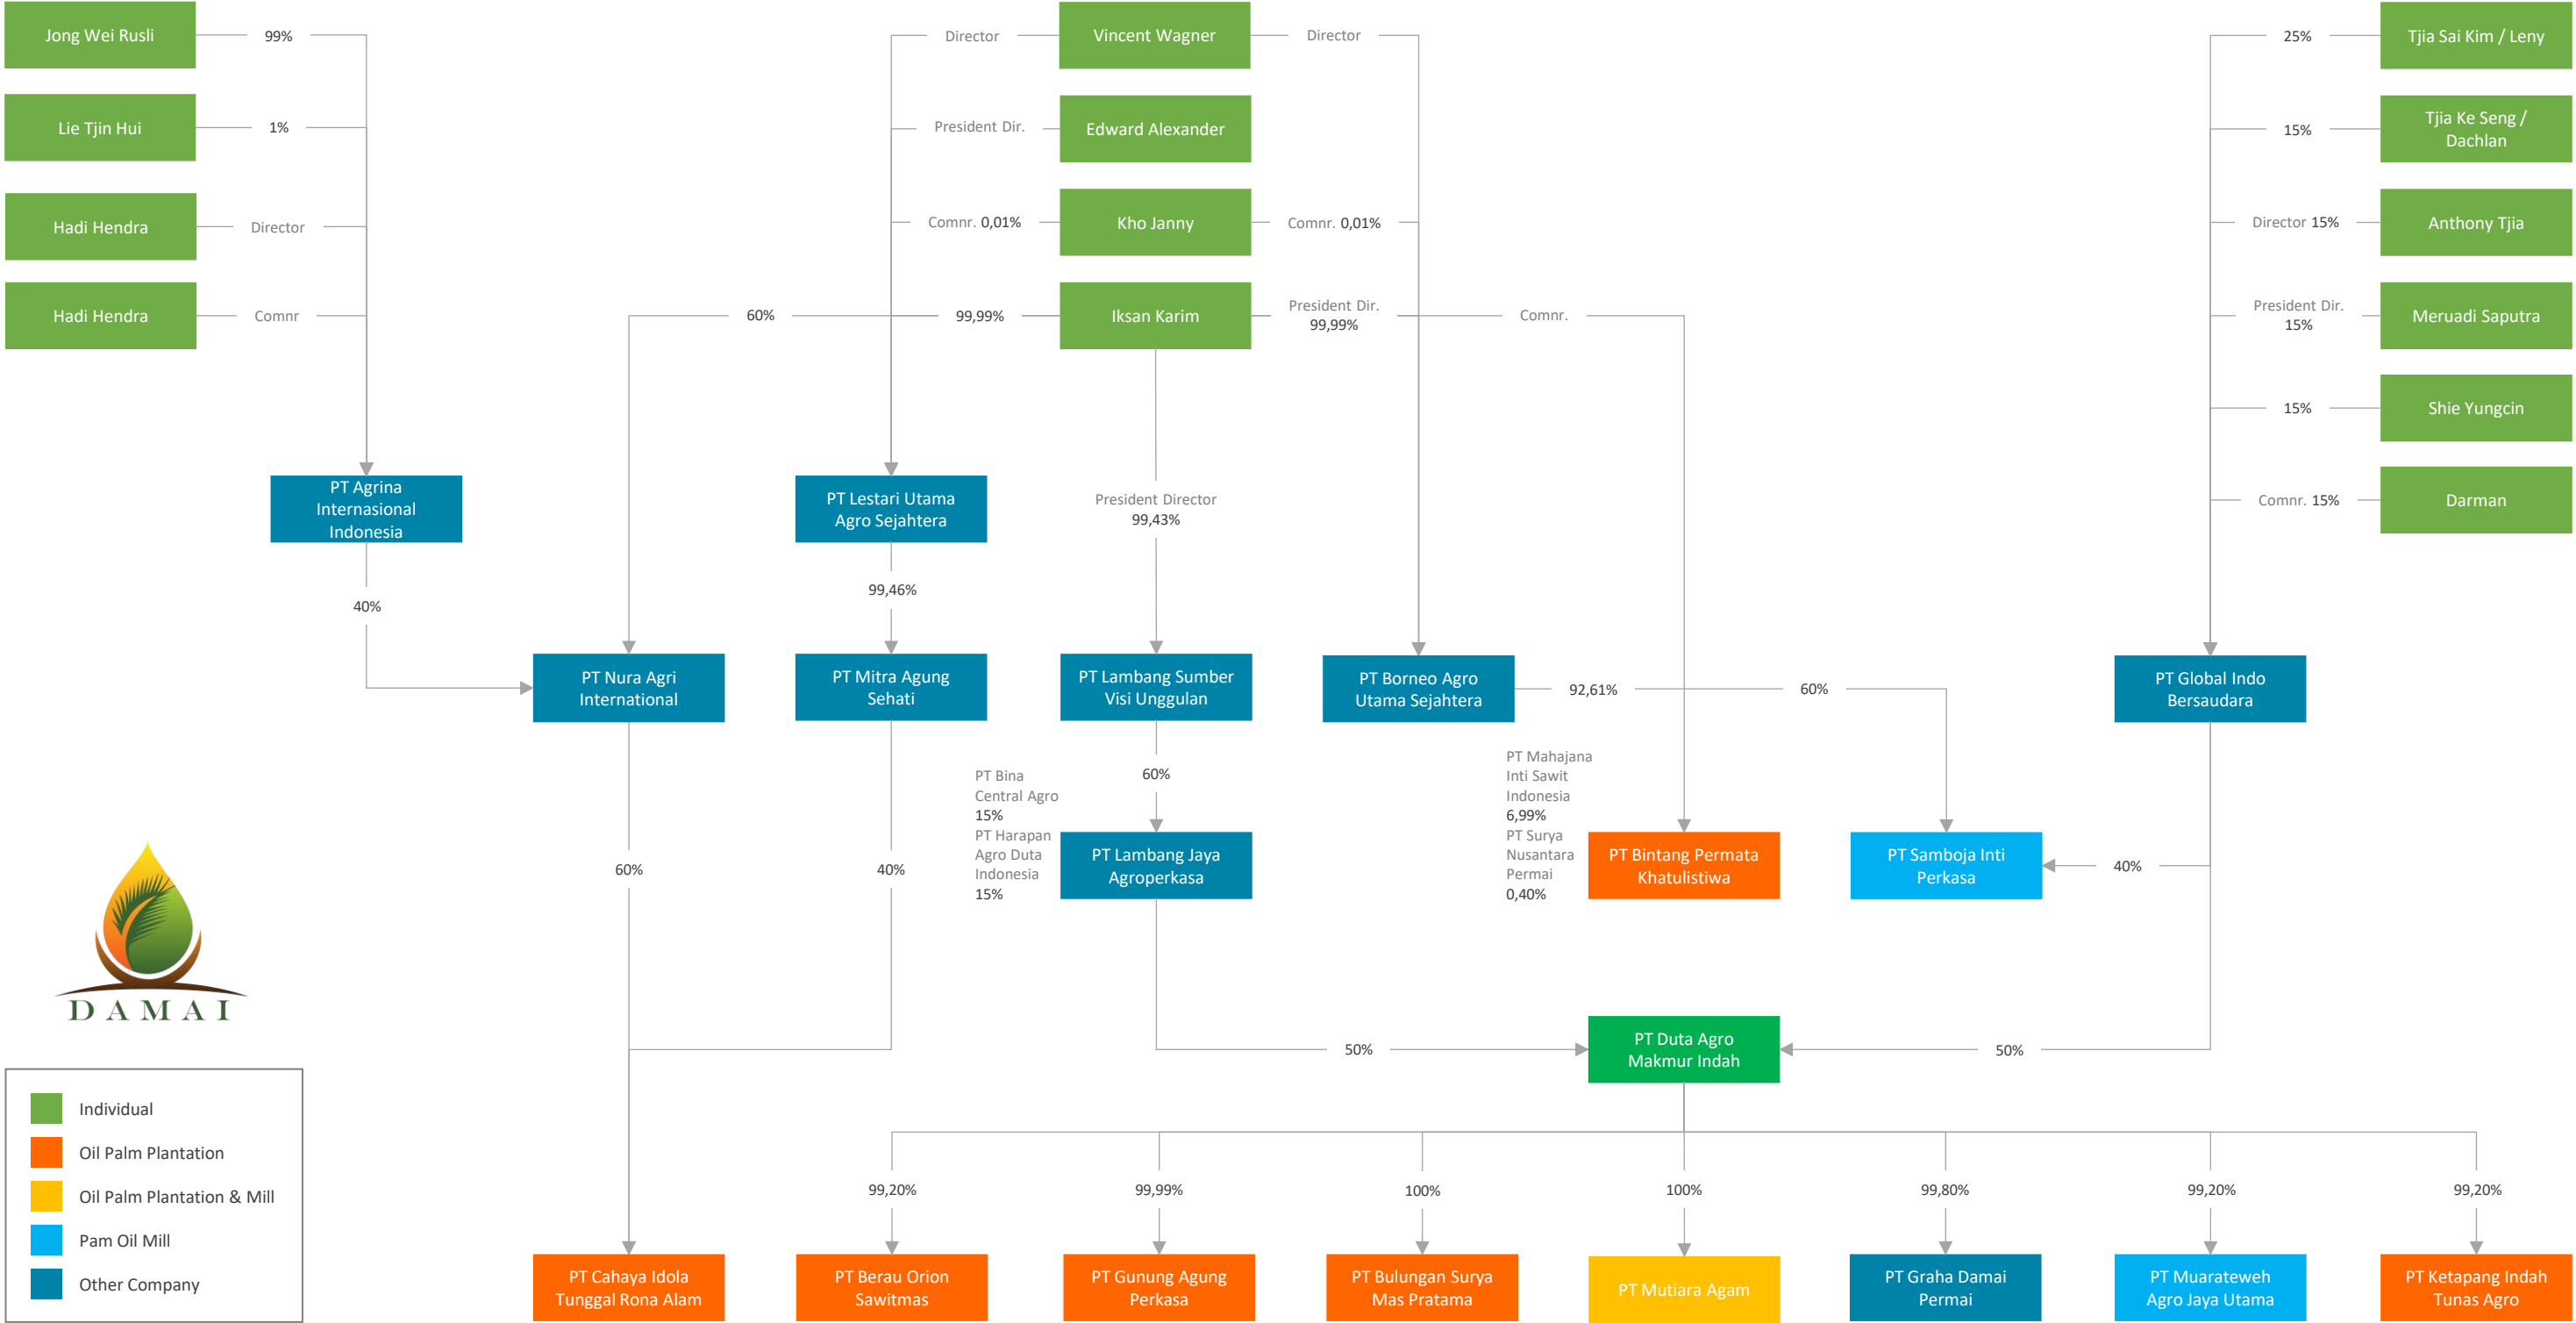 Jong Wei Rusli
99%
Director
Vincent Wagner
Director
25%
Tjia Sai Kim / Leny
Lie Tjin Hui
1%
President Dir.
Edward Alexander
15%
Tjia Ke Seng /
Dachlan
Hadi Hendra
Director
Comnr. 0,01%
Kho Janny
Comnr. 0,01%
Director 15%
Anthony Tjia
Hadi Hendra
Comnr
60%
99,99%
Iksan Karim
President Dir.
99,99%
Comnr.
President Dir.
15%
Meruadi Saputra
15%
Shie Yungcin
PT Agrina
Internasional
Indonesia
PT Lestari Utama
Agro Sejahtera
President Director
99,43%
Comnr. 15%
Darman
40%
99,46%
PT Nura Agri
International
PT Mitra Agung
Sehati
PT Lambang Sumber
Visi Unggulan
PT Borneo Agro
Utama Sejahtera
92,61%
60%
PT Global Indo
Bersaudara
60%
PT Bina
Central Agro
15%
PT Harapan
Agro Duta
Indonesia
15%
PT Mahajana
Inti Sawit
Indonesia
6,99%
PT Surya
Nusantara
Permai
0,40%
60%
40%
PT Lambang Jaya
Agroperkasa
PT Bintang Permata
Khatulistiwa
PT Samboja Inti
Perkasa
40%
DAMAI
50%
PT Duta Agro
Makmur Indah
50%
Individual
Oil Palm Plantation
Oil Palm Plantation & Mill
Pam Oil Mill
Other Company
99,20%
99,99%
100%
100%
99,80%
99,20%
99,20%
PT Cahaya Idola
Tunggal Rona Alam
PT Berau Orion
Sawitmas
PT Gunung Agung
Perkasa
PT Bulungan Surya
Mas Pratama
PT Mutiara Agam
PT Graha Damai
Permai
PT Muarateweh
Agro Jaya Utama
PT Ketapang Indah
Tunas Agro